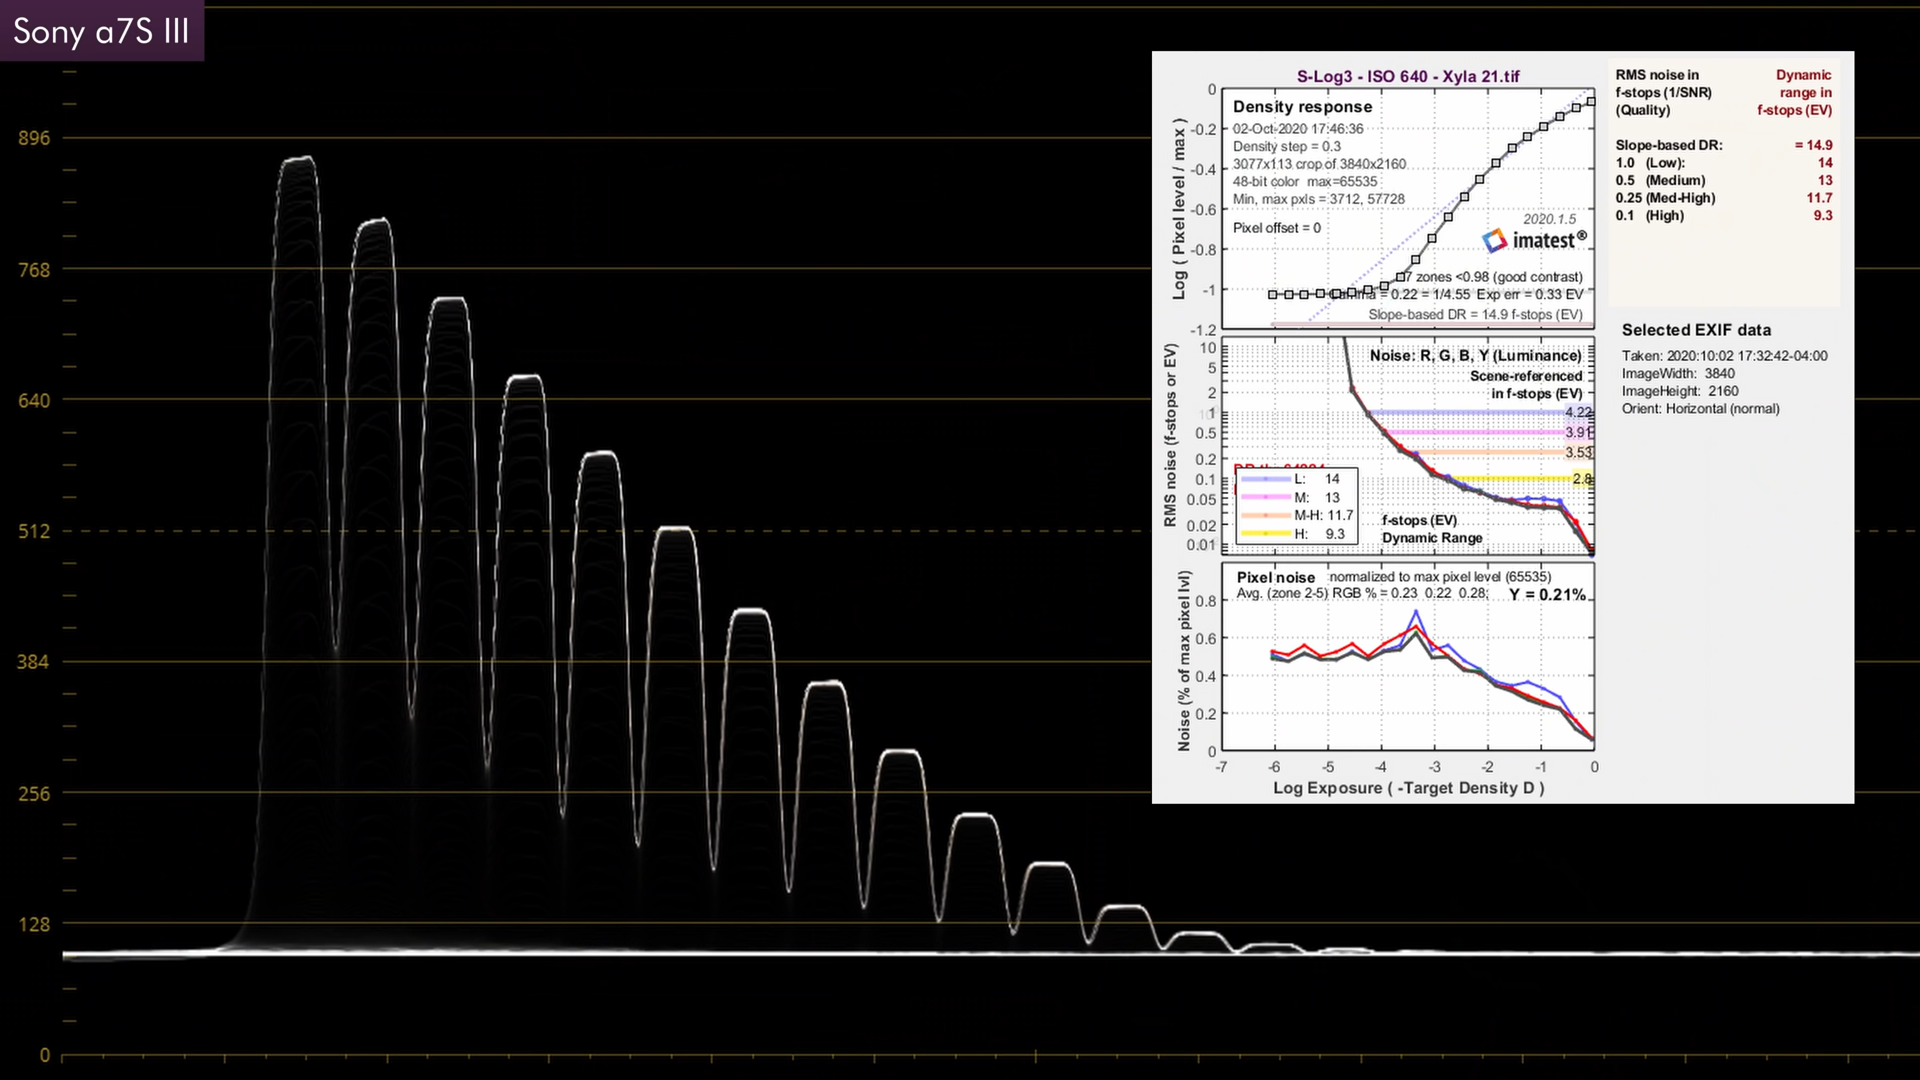 Sony a7S III
896
768
640
512
384
256
128
0
S-Log3 - ISO 640 - Xyla 21.tif
Density response
02-Oct-2020 17:46:36
Density step = 0.3
3077x113 crop of 3840x2160
48-bit color max=65535
Min, max pxls = 3712, 57728
Pixel offset = 0
2020.1.5
imatest®
7 zones <0.98 (good contrast)
= 0.22 = 1/4.55 Exp err = 0.33 EV
Slope-based DR = 14.9 f-stops (EV)
Log ( Pixel level / max )
0
-0.2
-0.4
-0.6
-0.8
-1
-1.2
Noise: R, G, B, Y (Luminance)
Scene-referenced
in f-stops (EV)
4.22
3.91
3.53
2.8
L: 14
M: 13
M-H: 11.7
H: 9.3
f-stops (EV)
Dynamic Range
RMS noise (f-stops or EV)
10
5
2
1
0.5
0.2
0.1
0.05
0.02
0.01
Pixel noise normalized to max pixel level (65535)
Avg. (zone 2-5) RGB % = 0.23 0.22 0.28; Y = 0.21%
Noise (% of max pixel lvl)
0.8
0.6
0.4
0.2
0
-7 -6 -5 -4 -3 -2 -1 0
Log Exposure ( -Target Density D )
RMS noise in Dynamic
f-stops (1/SNR) range in
(Quality) f-stops (EV)
Slope-based DR: = 14.9
1.0 (Low): 14
0.5 (Medium) 13
0.25 (Med-High) 11.7
0.1 (High) 9.3
Selected EXIF data
Taken: 2020:10:02 17:32:42-04:00
ImageWidth: 3840
ImageHeight: 2160
Orient: Horizontal (normal)